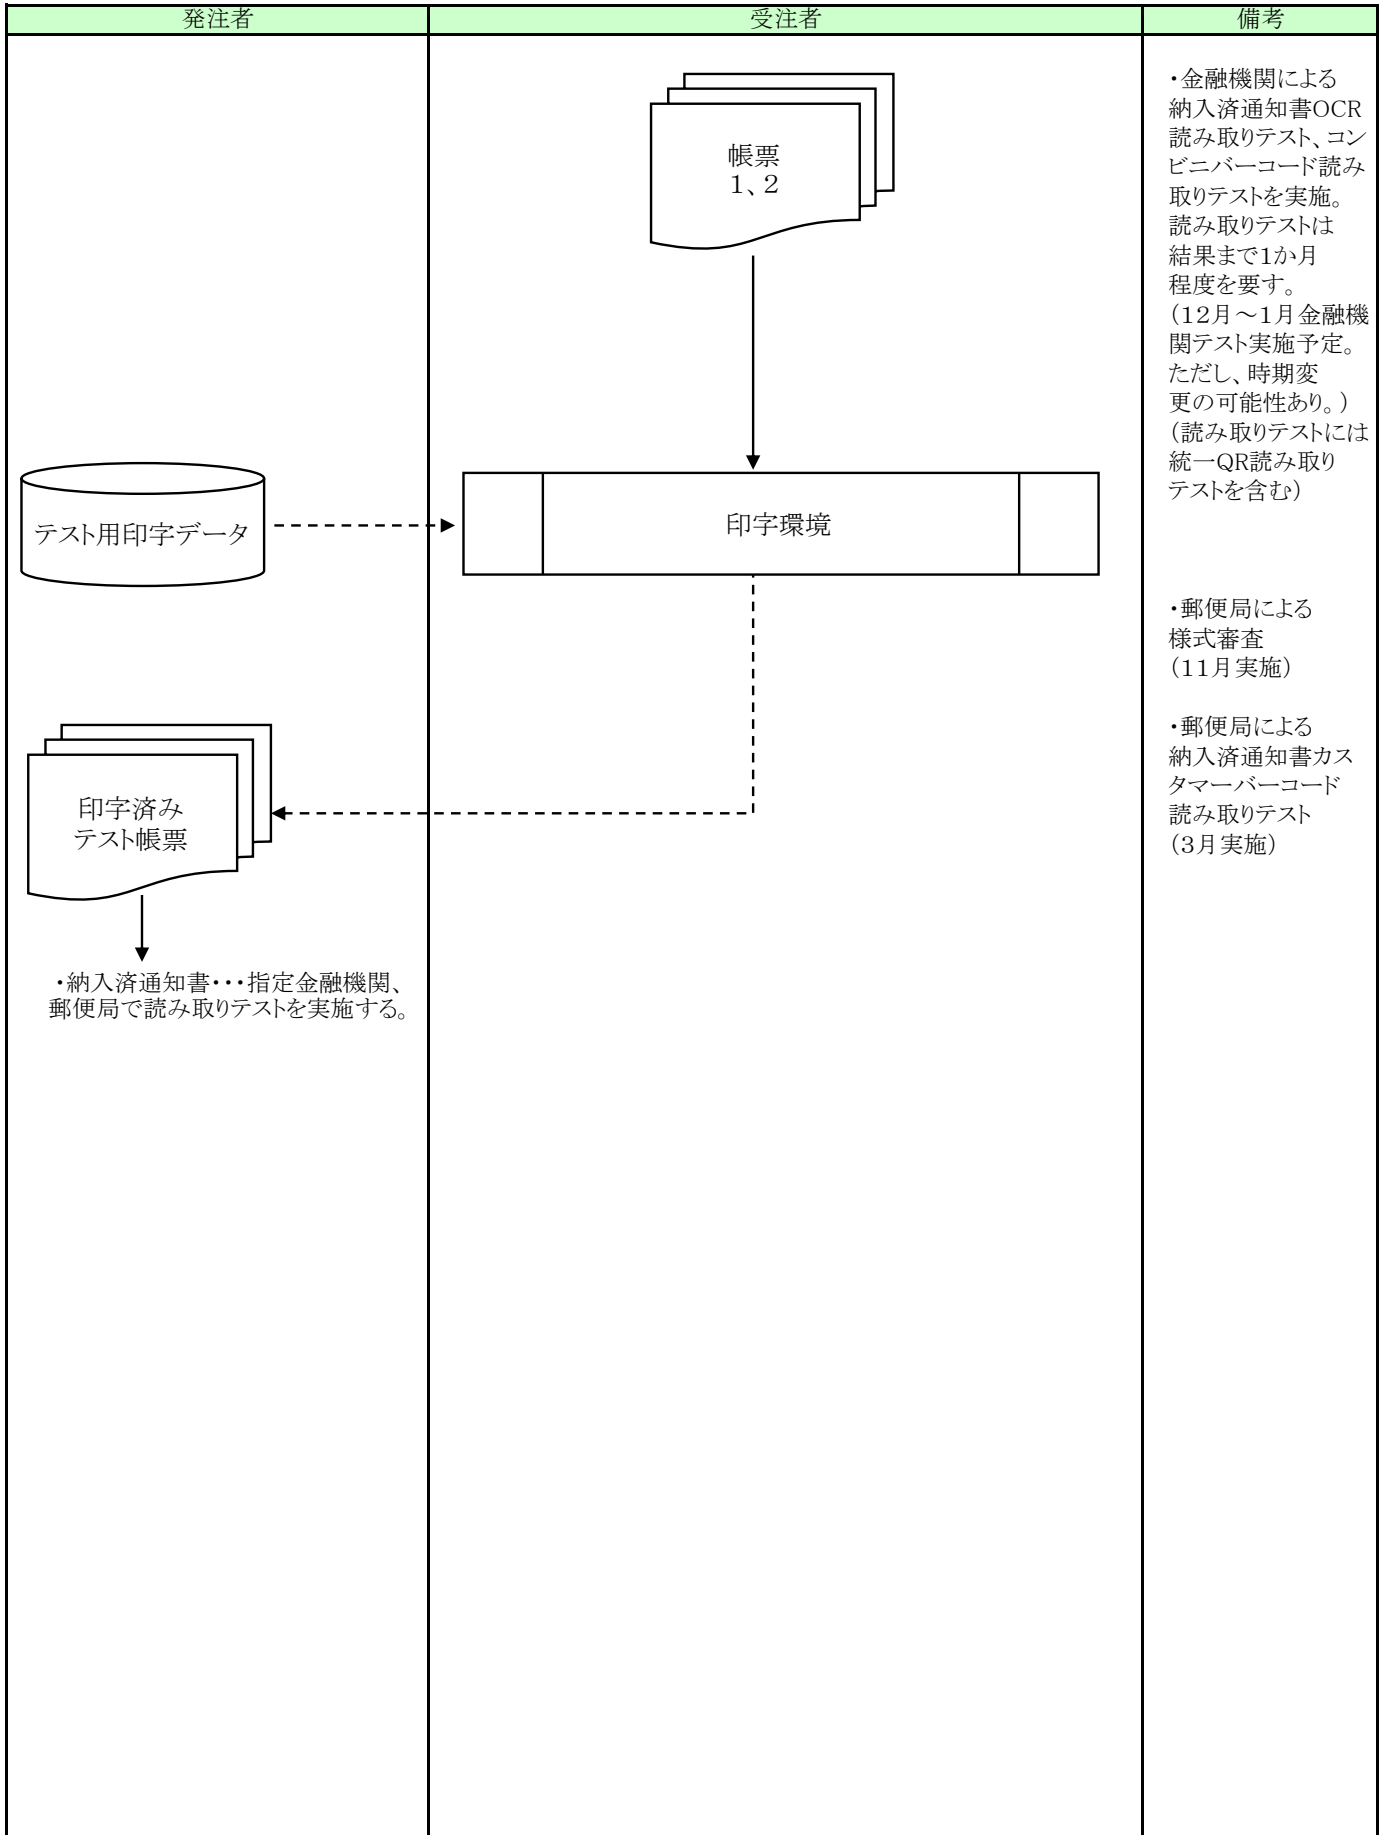 発注者
受注者
備考
帳票
１、２
テスト用印字データ
印字環境
印字済み
テスト帳票
・納入済通知書・・・指定金融機関、
郵便局で読み取りテストを実施する。
・金融機関による
納入済通知書OCR
読み取りテスト、コン
ビニバーコード読み
取りテストを実施。
読み取りテストは
結果まで１か月
程度を要す。
（１２月～１月金融機
関テスト実施予定。
ただし、時期変
更の可能性あり。）
（読み取りテストには
統一QR読み取り
テストを含む）
・郵便局による
様式審査
（１１月実施）
・郵便局による
納入済通知書カス
タマーバーコード
読み取りテスト
（３月実施）